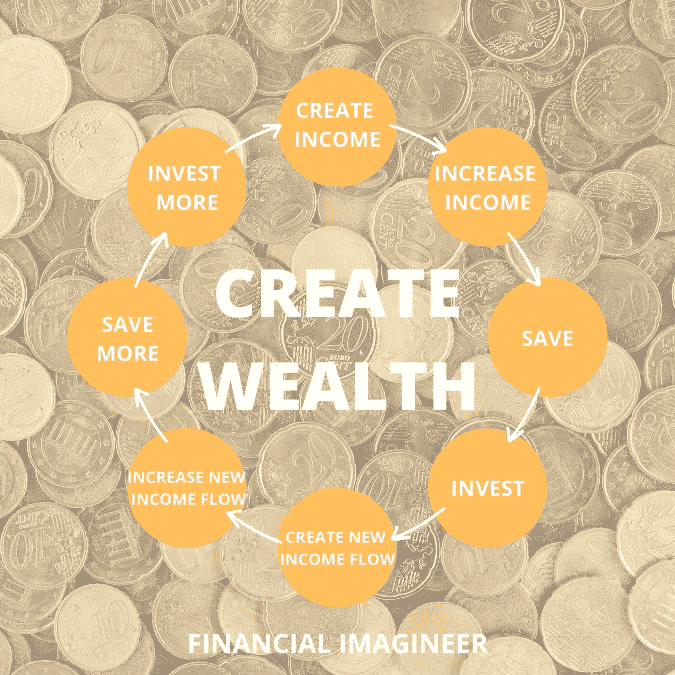 CREATE
INCOME
INCREASE
INCOME
SAVE
INVEST
CREATE NEW
INCOME FLOW
INCREASE NEW
INCOME FLOW
SAVE
MORE
INVEST
MORE
CREATE
WEALTH
FINANCIAL IMAGINEER